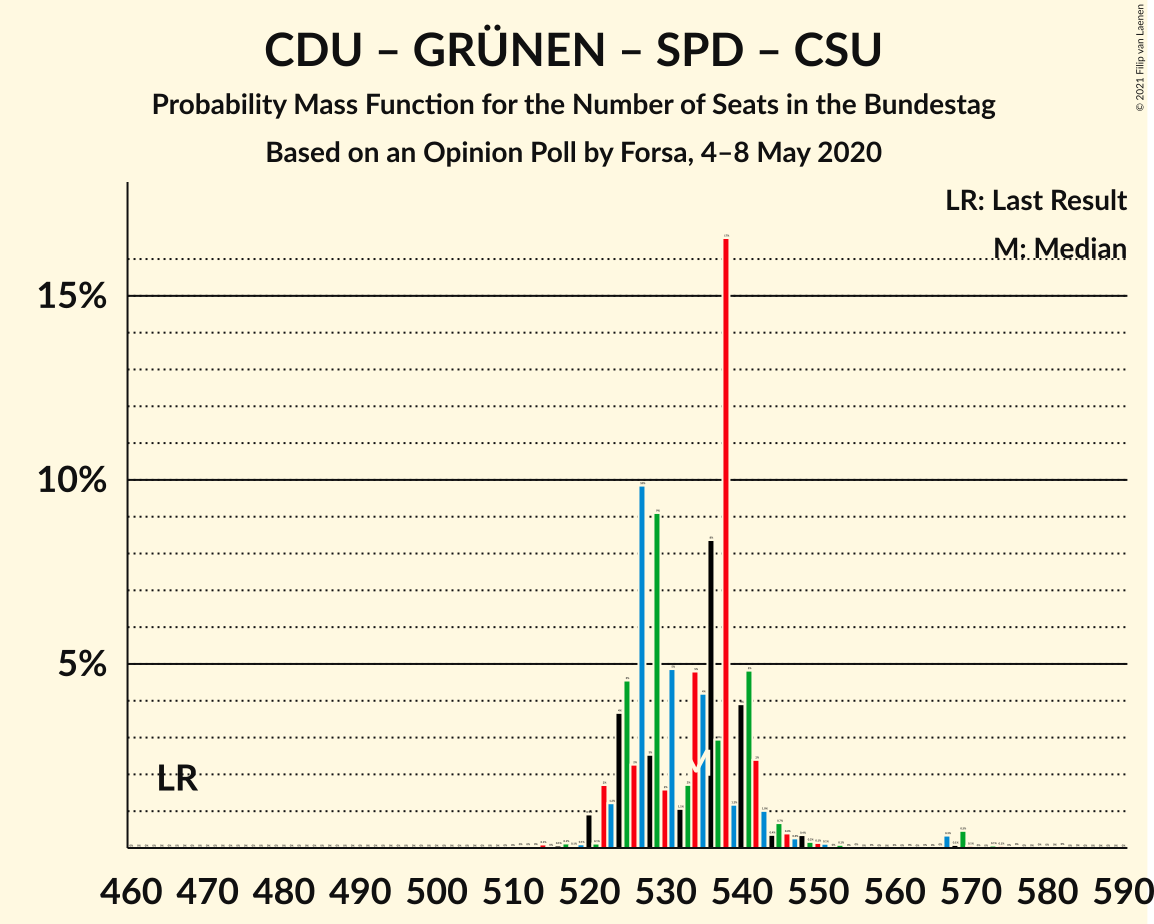 CDU – GRÜNEN – SPD – CSU
Probability Mass Function for the Number of Seats in the Bundestag
Based on an Opinion Poll by Forsa, 4–8 May 2020
© 2021 Filip van Laenen
LR: Last Result
M: Median
15%
10%
5%
LR
M
460 470 480 490 500 510 520 530 540 550 560 570 580 590